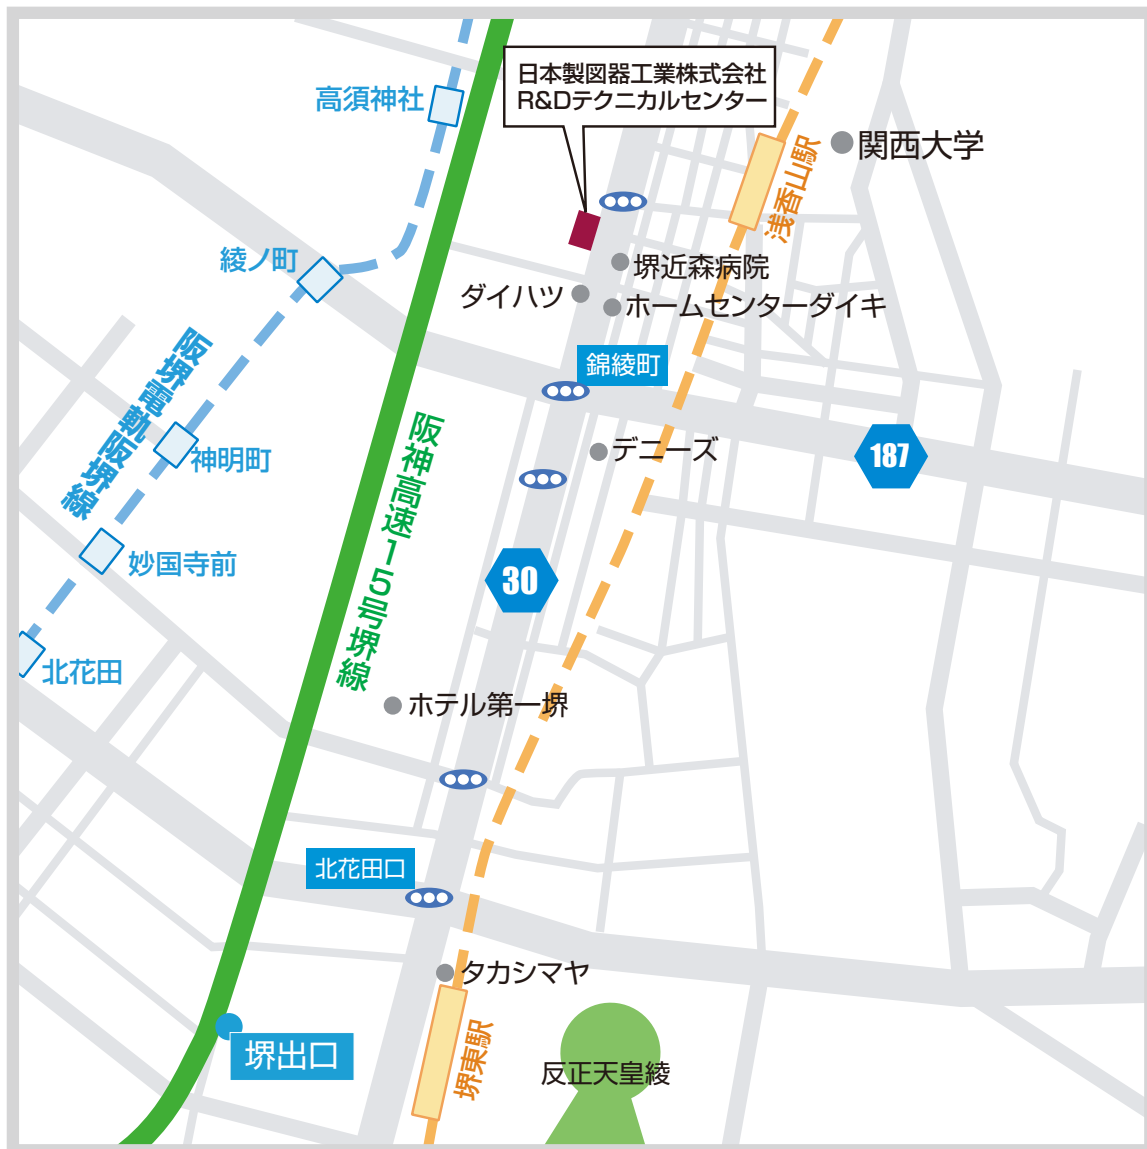 日本製図器工業株式会社
R&Dテクニカルセンター
高須神社
関西大学
浅香山駅
綾ノ町
堺近森病院
ダイハツ
ホームセンターダイキ
阪堺電軌阪堺線
錦綾町
神明町
阪神高速15号堺線
デニーズ
187
妙国寺前
30
北花田
ホテル第一堺
北花田口
タカシマヤ
堺出口
堺東駅
反正天皇綾